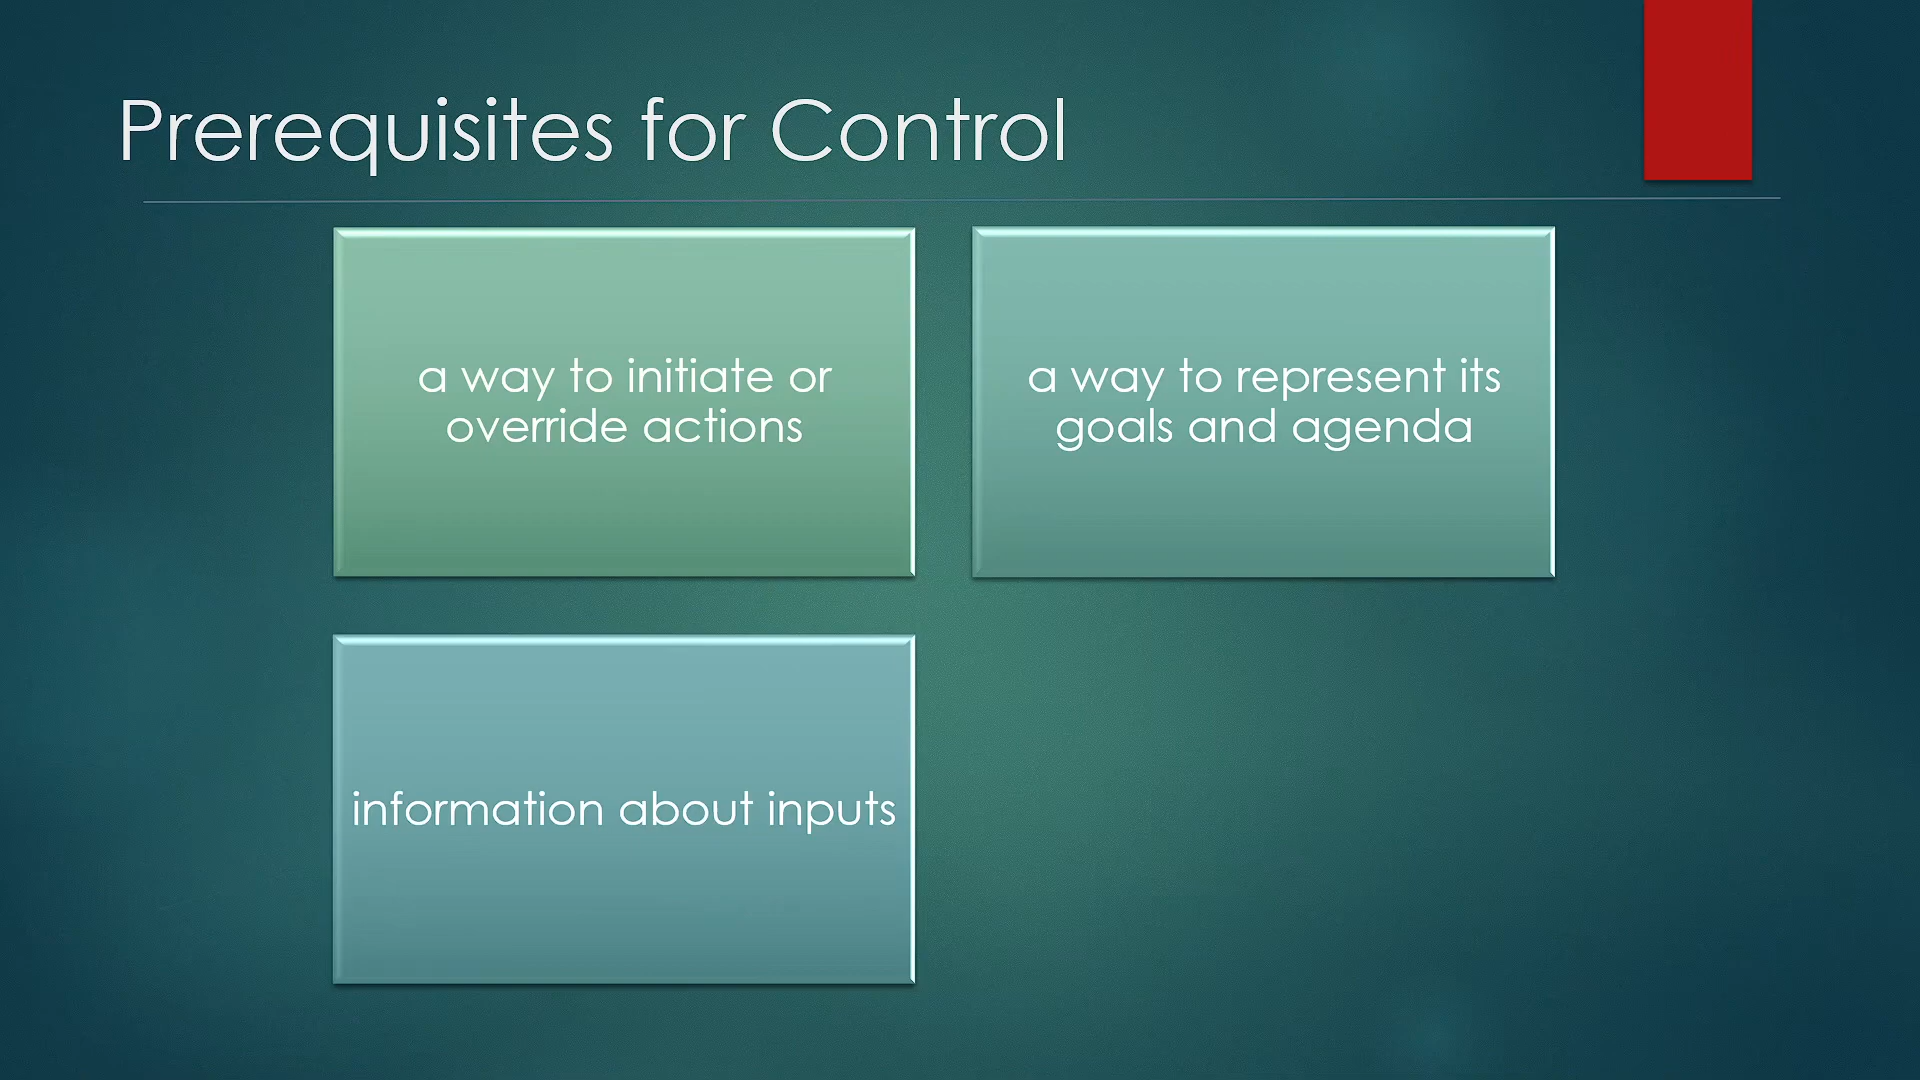 Prerequisites for Control
a way to initiate or
override actions
a way to represent its
goals and agenda
information about inputs